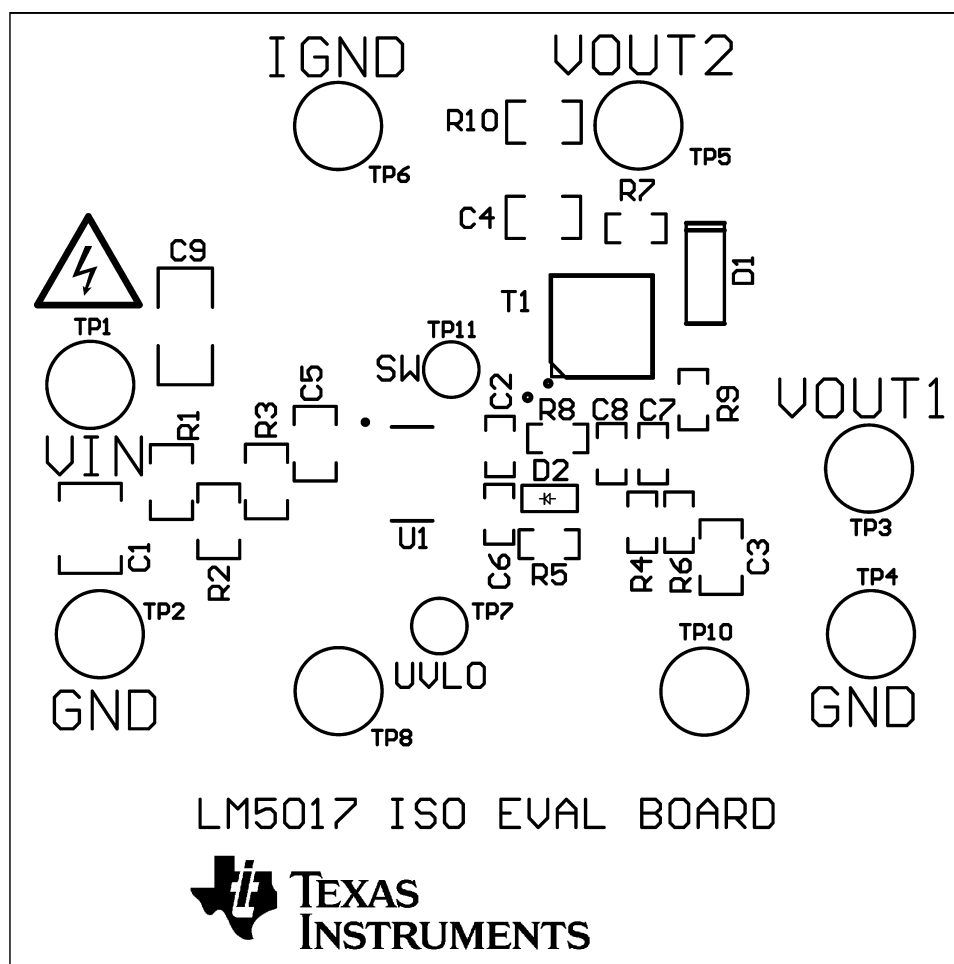 IGND
VOUT2
R10
TP5
TP6
R7
C4
C9
D1
T1
TP1
TP11
SW
C2
C5
R1
R3
R8
C8
C7
R9
VOUT1
VIN
D2
TP3
C1
R2
U1
C6
R5
R4
R6
C3
TP2
TP7
TP10
TP4
UVLO
GND
GND
TP8
LM5017 ISO EVAL BOARD
TEXAS
INSTRUMENTS